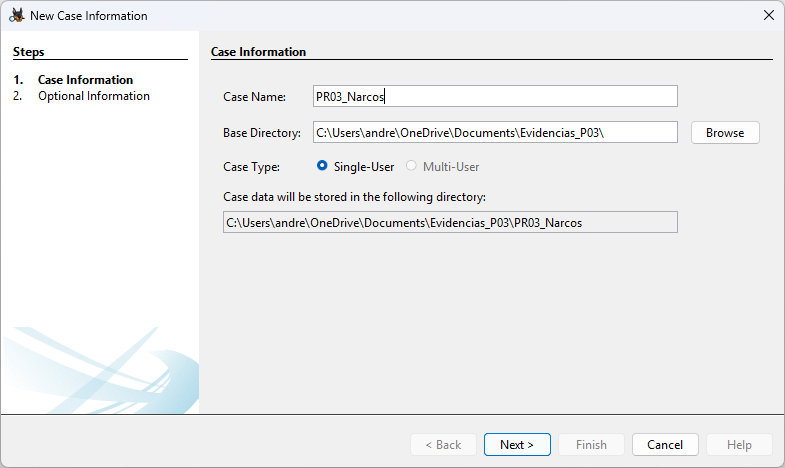 New Case Information
Steps
1. Case Information
2. Optional Information
Case Information
Case Name: PR03_Narcos
Base Directory: C:\Users\andre\OneDrive\Documents\Evidencias_P03\ Browse
Case Type: Single-User Multi-User
Case data will be stored in the following directory:
C:\Users\andre\OneDrive\Documents\Evidencias_P03\PR03_Narcos
< Back Next > Finish Cancel Help